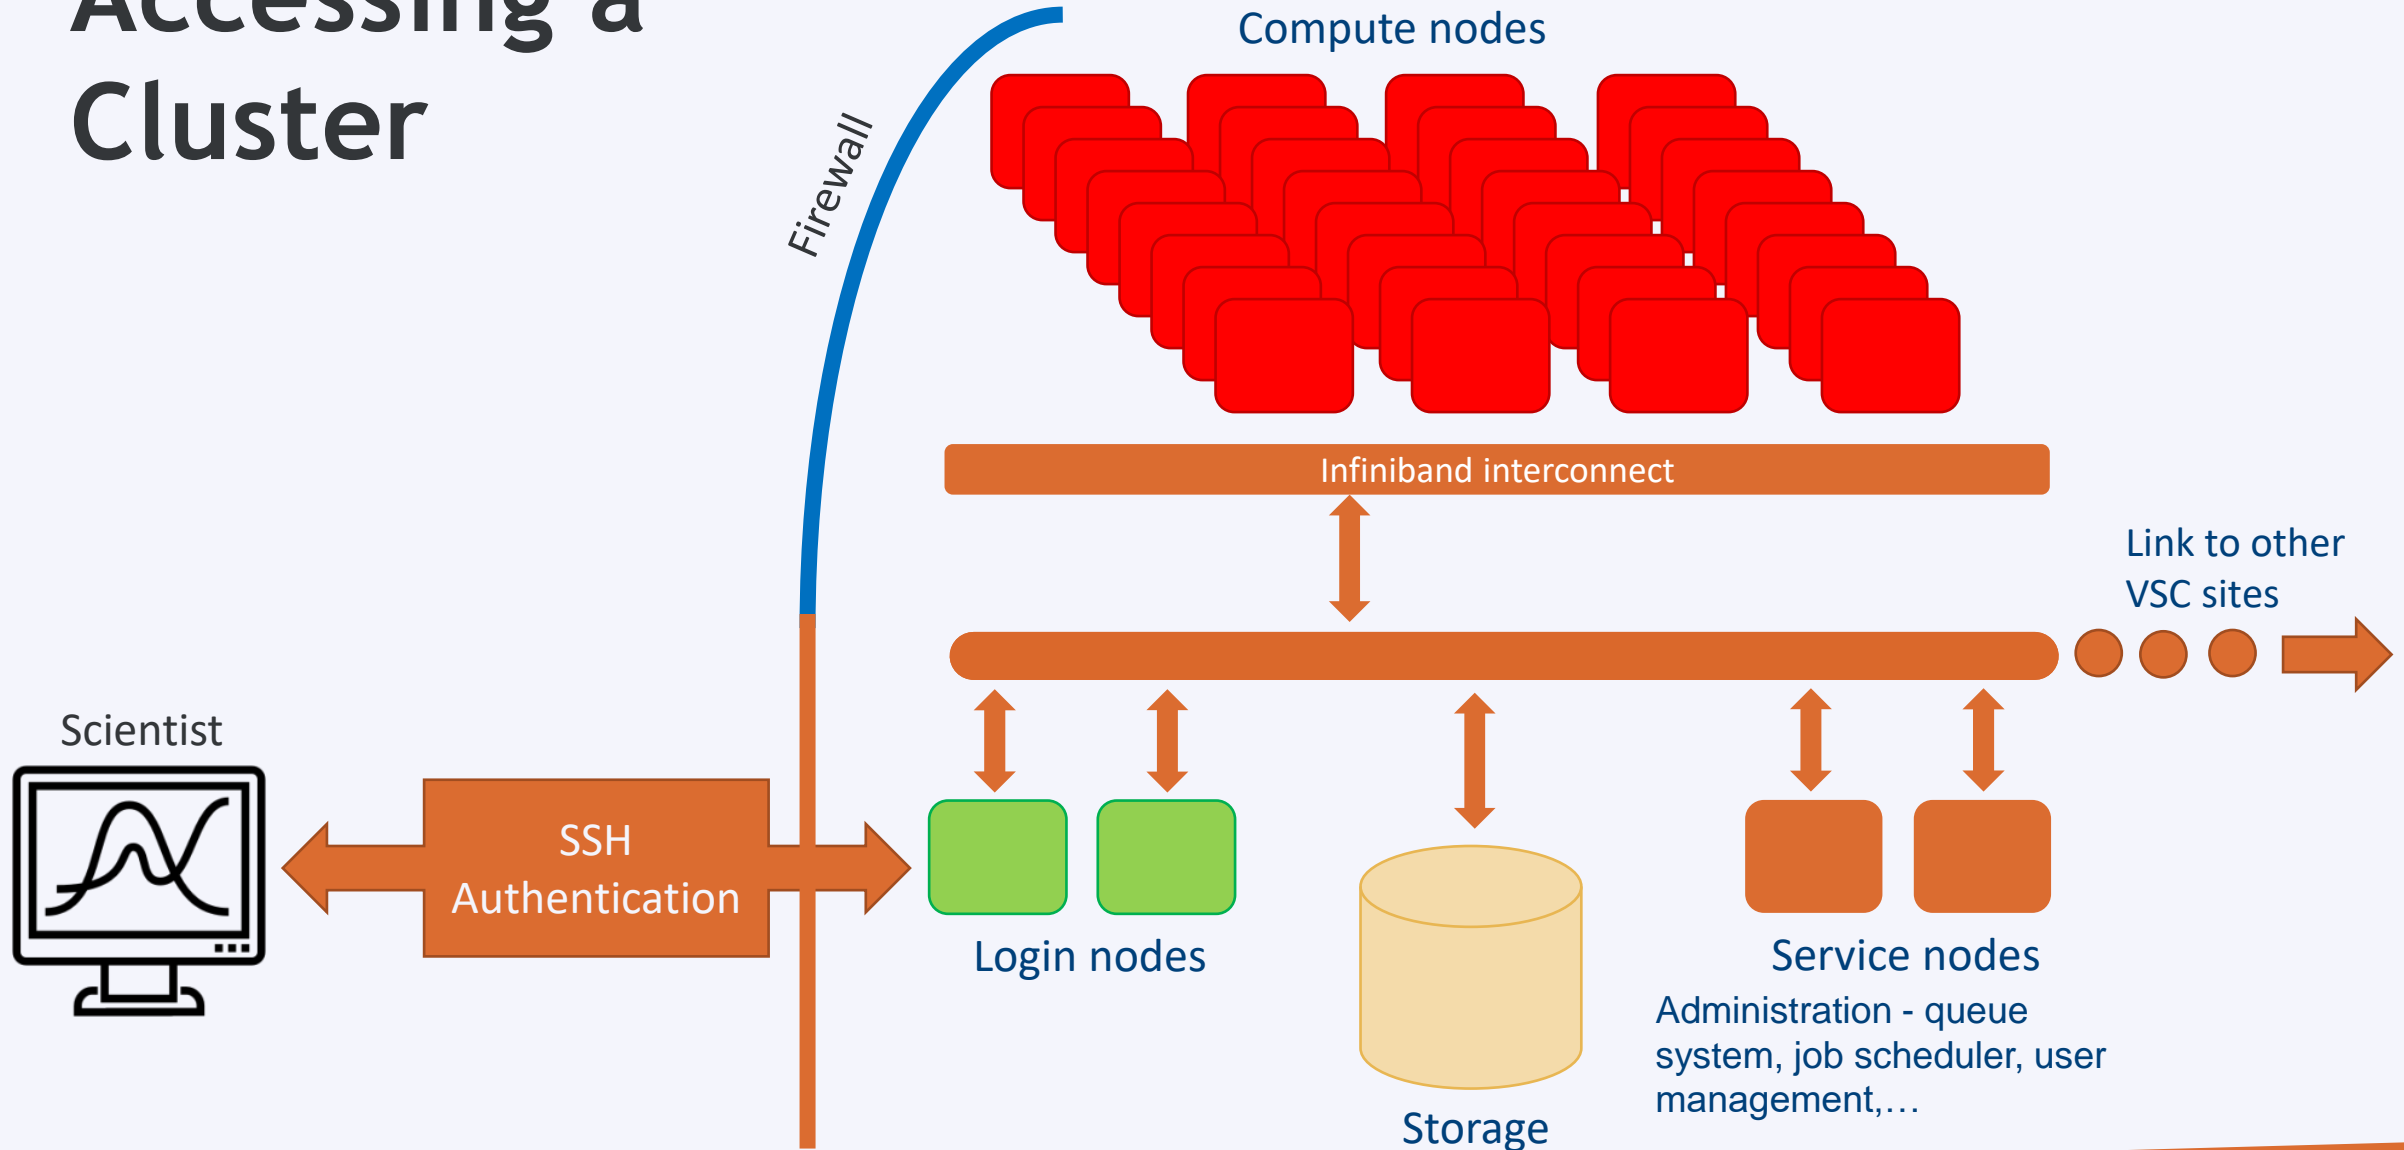 Accessing a
Cluster
Compute nodes
Firewall
Infiniband interconnect
Link to other
VSC sites
Scientist
SSH
Authentication
Login nodes
Service nodes
Administration - queue
system, job scheduler, user
management,…
Storage